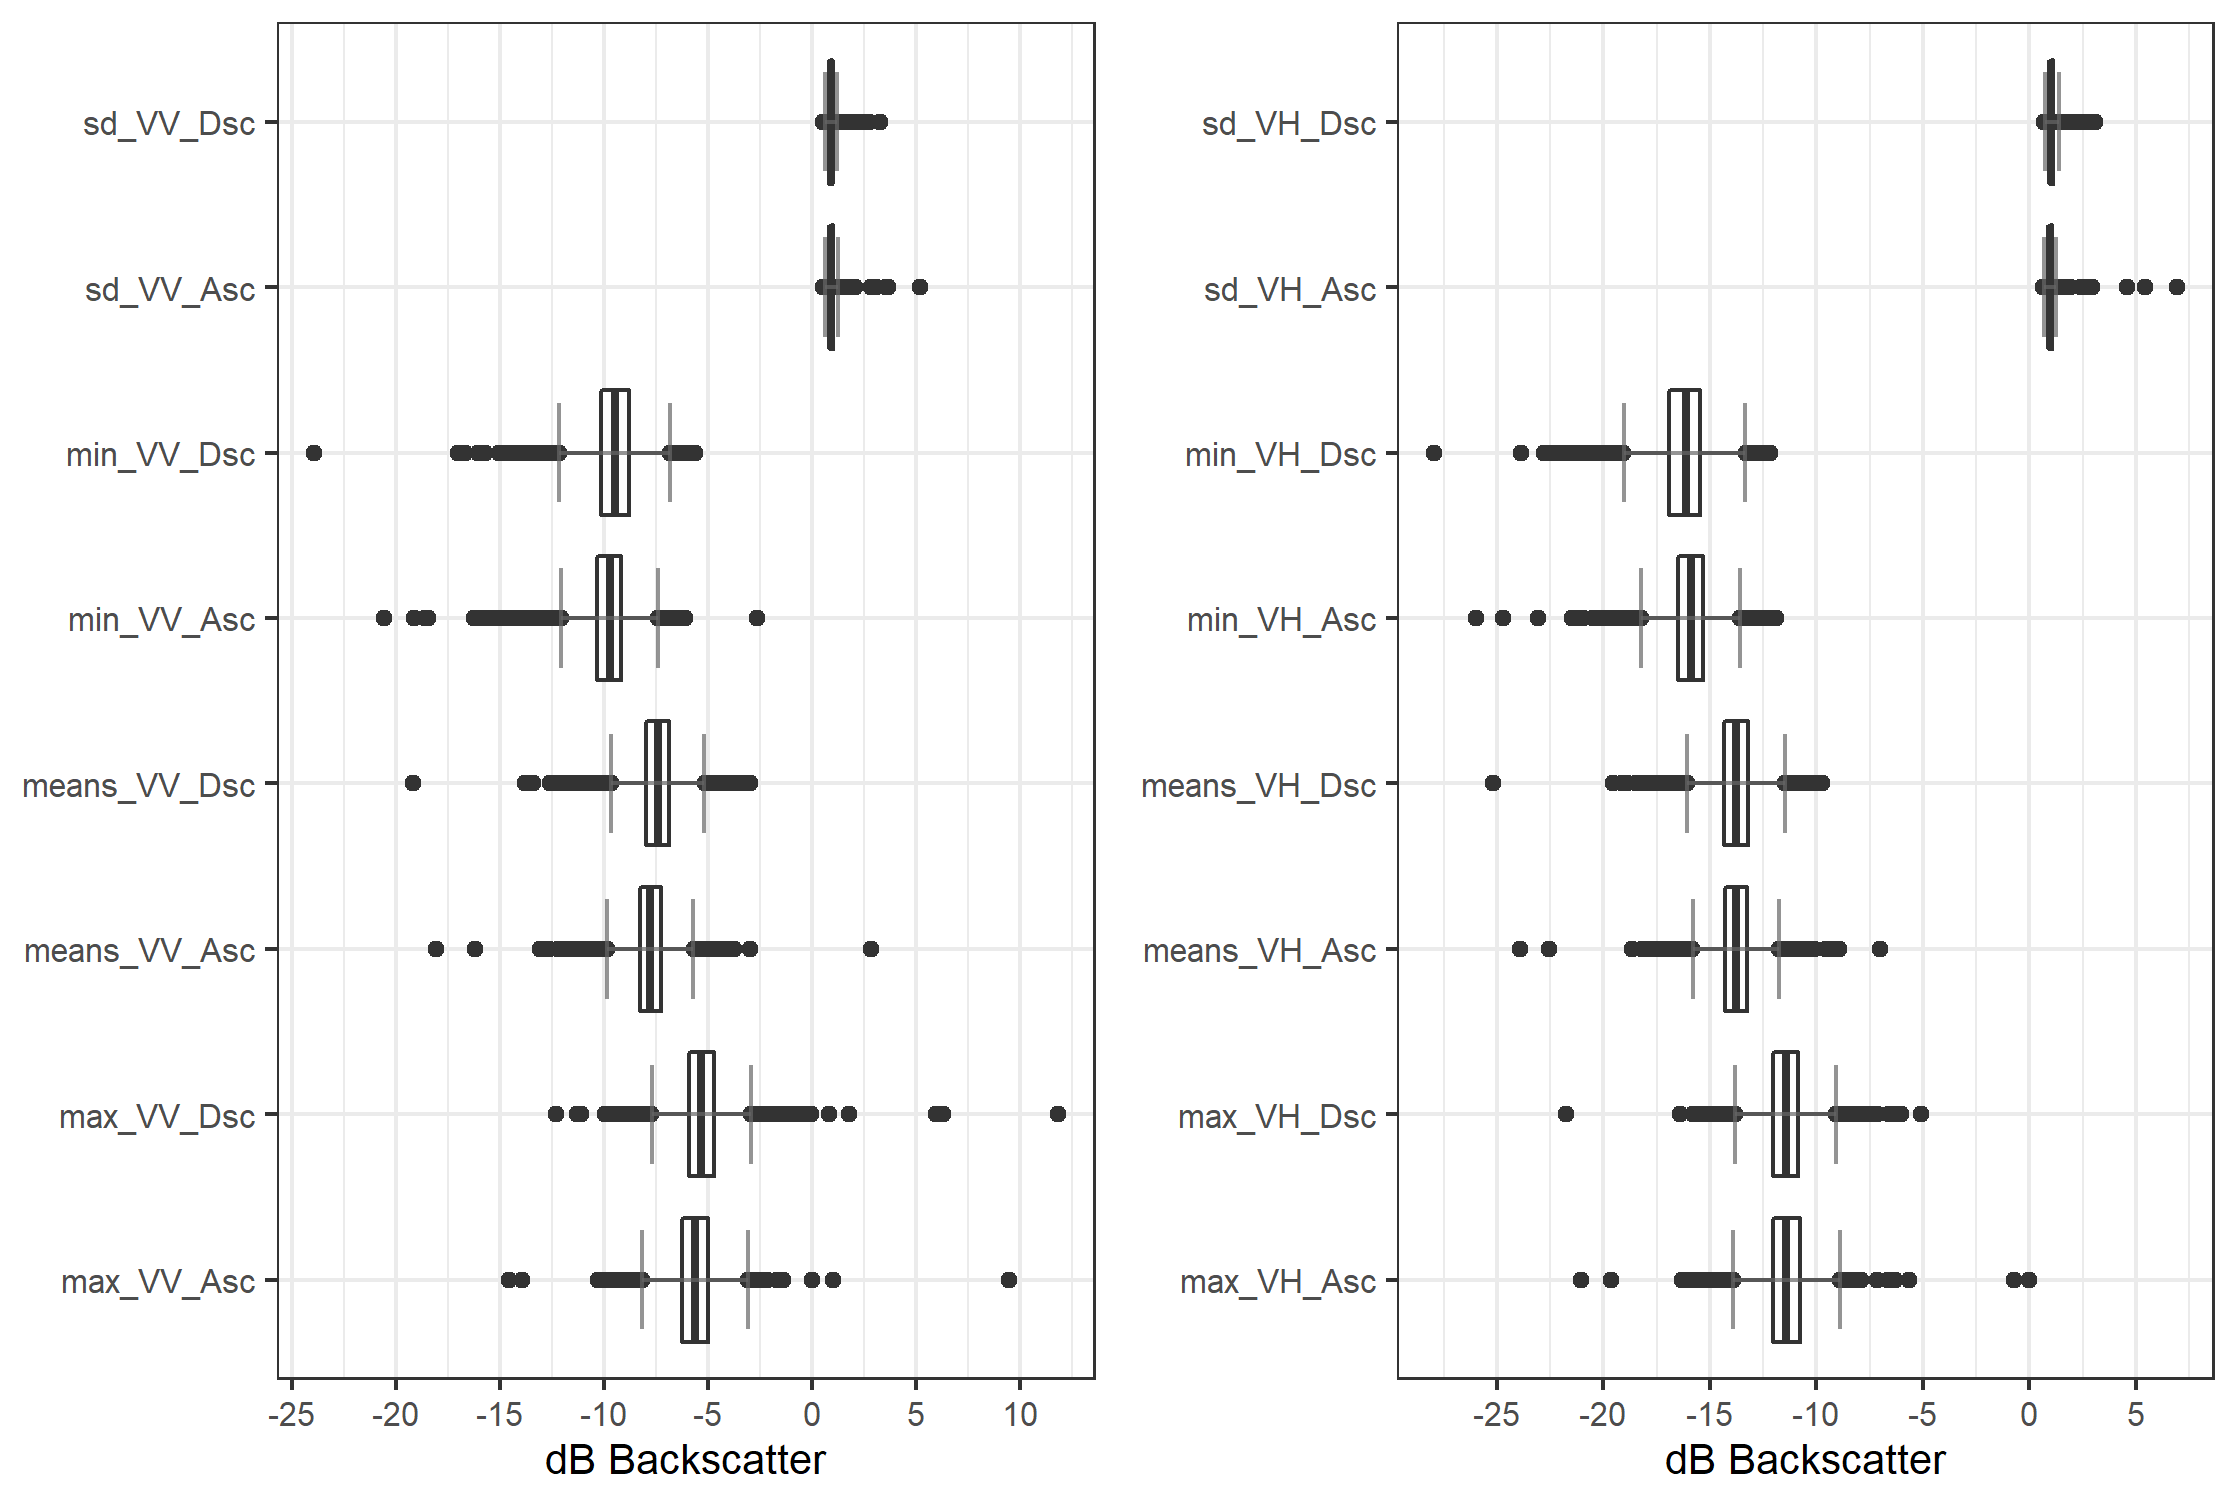 sd_VV_Dsc
sd_VV_Asc
min_VV_Dsc
min_VV_Asc
means_VV_Dsc
means_VV_Asc
max_VV_Dsc
max_VV_Asc
-25 -20 -15 -10 -5 0 5 10
dB Backscatter
sd_VH_Dsc
sd_VH_Asc
min_VH_Dsc
min_VH_Asc
means_VH_Dsc
means_VH_Asc
max_VH_Dsc
max_VH_Asc
-25 -20 -15 -10 -5 0 5
dB Backscatter